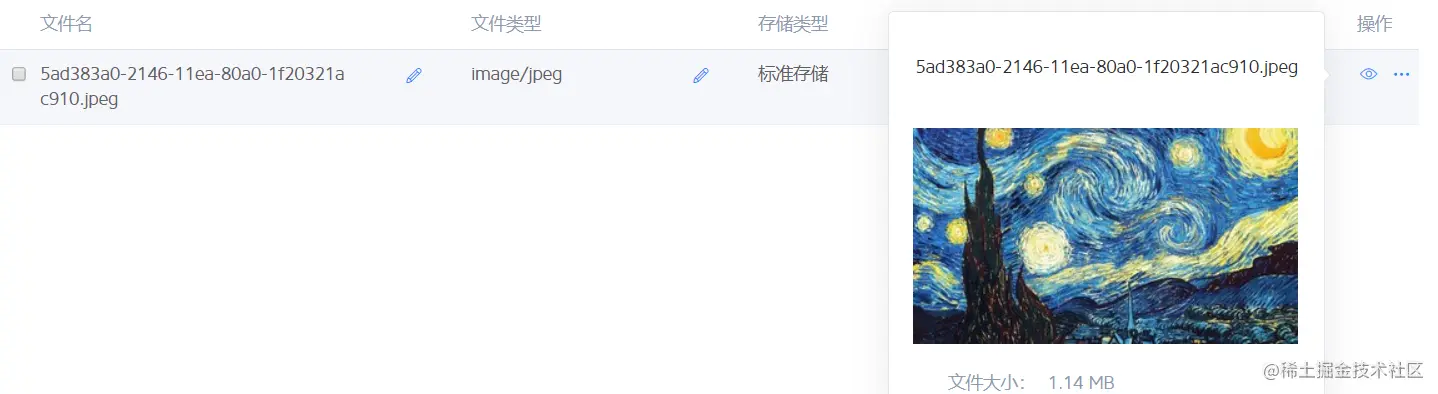 文件名
文件类型
存储类型
操作
5ad383a0-2146-11ea-80a0-1f20321a
c910.jpeg
image/jpeg
标准存储
5ad383a0-2146-11ea-80a0-1f20321ac910.jpeg
文件大小： 1.14 MB
@稀土掘金技术社区